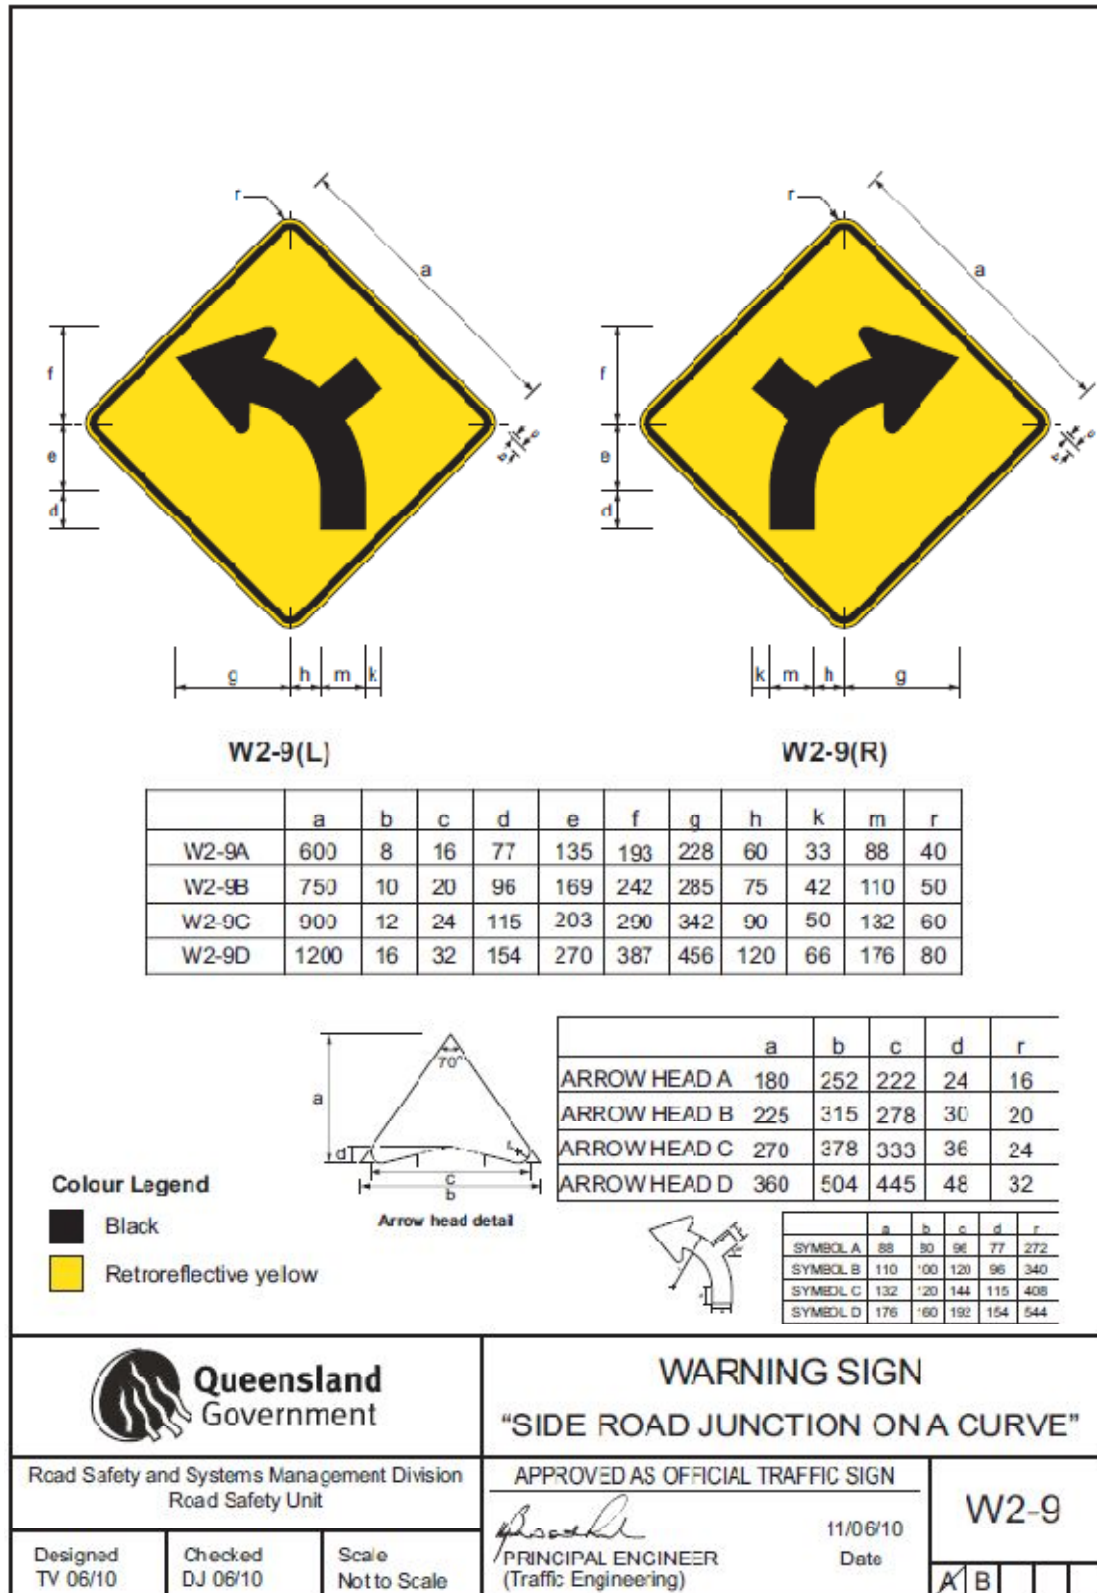 r
a
f
e
d
b
c
g
h
m
k
r
a
f
e
d
b
c
k
m
h
g
W2-9(L)
W2-9(R)
a b c d e f g h k m r
W2-9A 600 8 16 77 135 193 228 60 33 88 40
W2-9B 750 10 20 96 169 242 285 75 42 110 50
W2-9C 900 12 24 115 203 290 342 90 50 132 60
W2-9D 1200 16 32 154 270 387 456 120 66 176 80
70°
a
d
r
c
b
Arrow head detail
a b c d r
ARROW HEAD A 180 252 222 24 16
ARROW HEAD B 225 315 278 30 20
ARROW HEAD C 270 378 333 36 24
ARROW HEAD D 360 504 445 48 32
Colour Legend
Black
Retroreflective yellow
a b c d r
SYMBOL A 88 80 96 77 272
SYMBOL B 110 100 120 96 340
SYMBOL C 132 120 144 115 408
SYMBOL D 176 160 192 154 544
Queensland
Government
WARNING SIGN
"SIDE ROAD JUNCTION ON A CURVE"
Road Safety and Systems Management Division
Road Safety Unit
APPROVED AS OFFICIAL TRAFFIC SIGN
11/06/10
PRINCIPAL ENGINEER
Date
(Traffic Engineering)
W2-9
Designed
TV 06/10
Checked
DJ 06/10
Scale
Not to Scale
A B